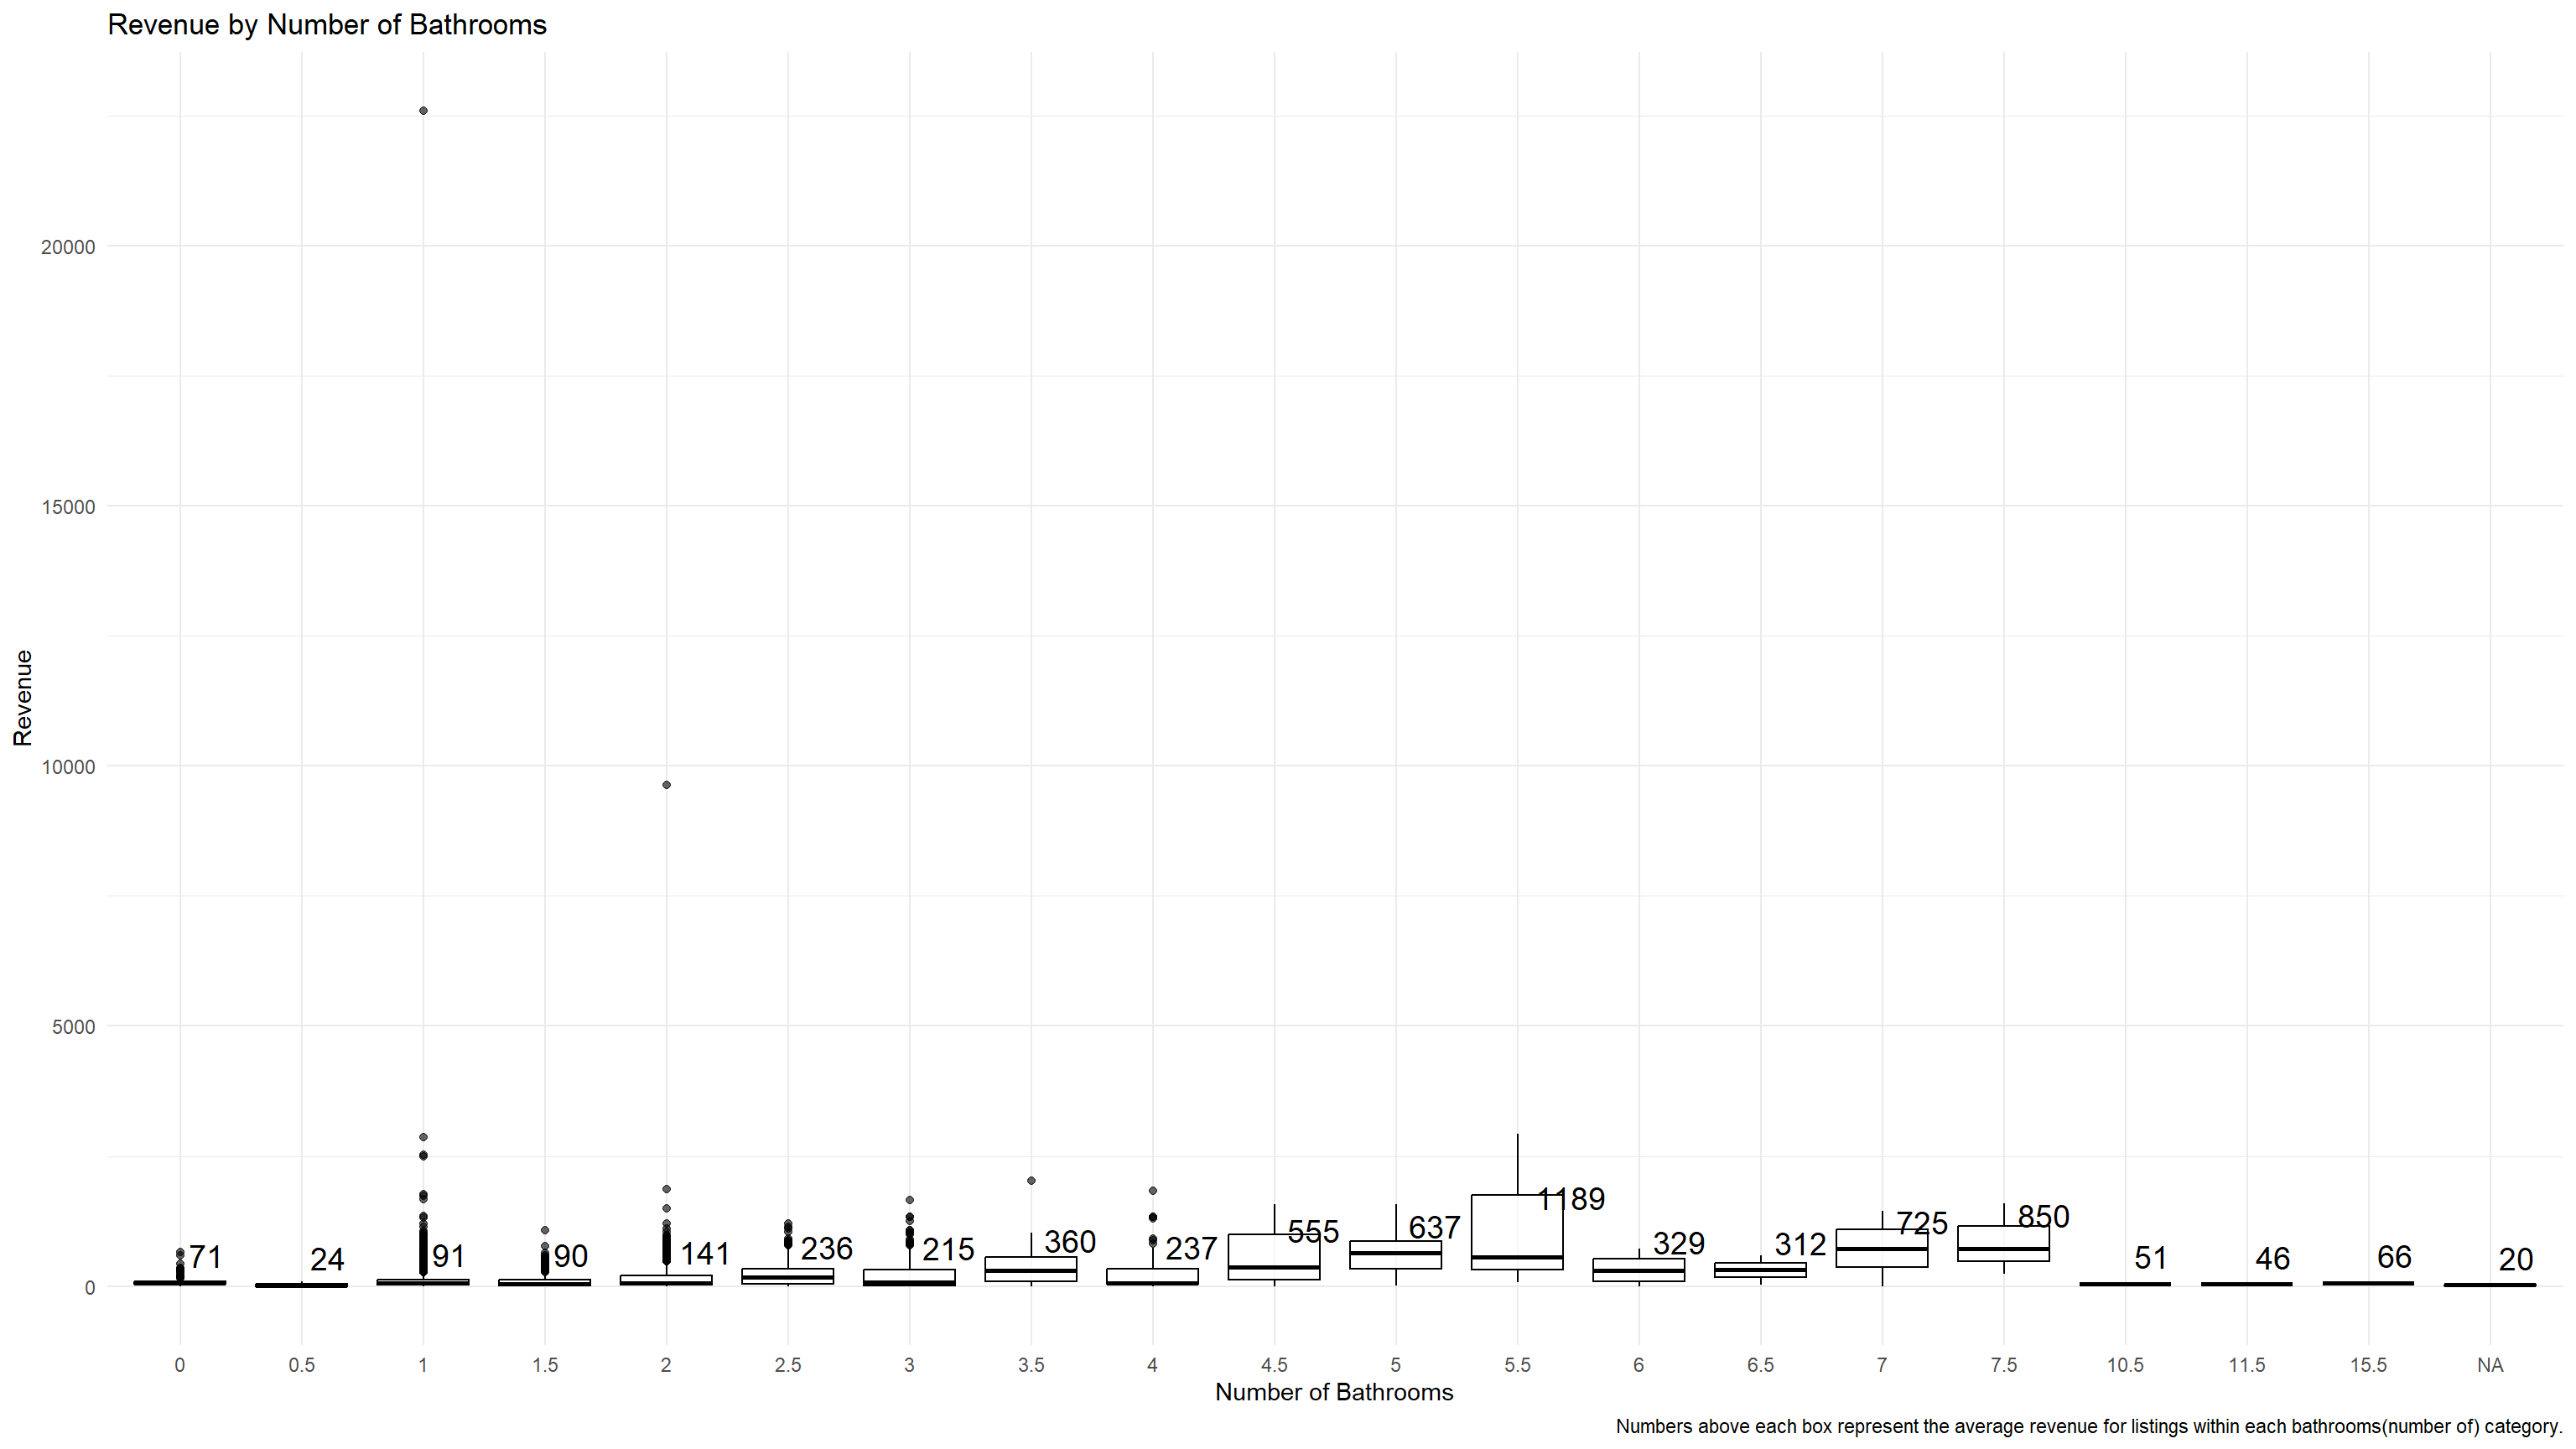 Revenue by Number of Bathrooms
Revenue
20000
15000
10000
5000
0
71 24 91 90 141 236 215 360 237 555 637 1189 329 312 725 850 51 46 66 20
0 0.5 1 1.5 2 2.5 3 3.5 4 4.5 5 5.5 6 6.5 7 7.5 10.5 11.5 15.5 NA
Number of Bathrooms
Numbers above each box represent the average revenue for listings within each bathrooms(number of) category.